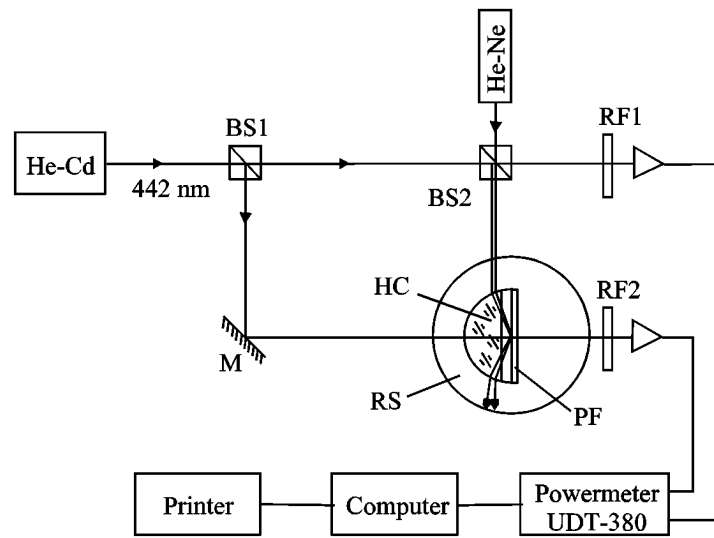 He-Ne
BS1
RF1
He-Cd
442 nm
BS2
HC
RF2
M
RS
PF
Printer
Computer
Powermeter
UDT-380